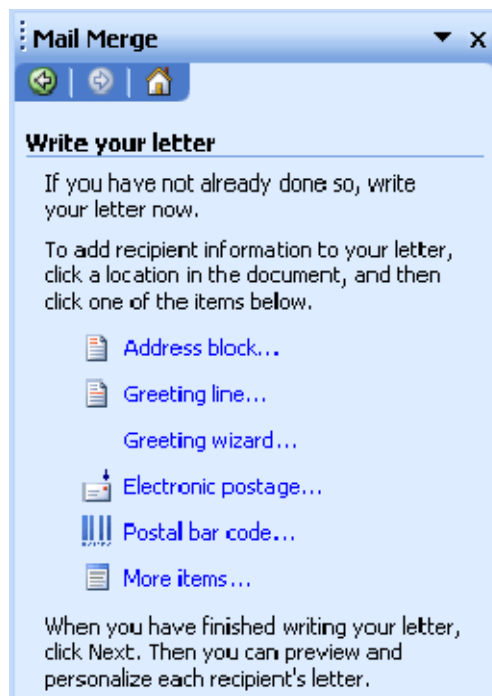 Mail Merge
Write your letter
If you have not already done so, write
your letter now.
To add recipient information to your letter,
click a location in the document, and then
click one of the items below.
Address block...
Greeting line...
Greeting wizard...
Electronic postage...
Postal bar code...
More items...
When you have finished writing your letter,
click Next. Then you can preview and
personalize each recipient's letter.